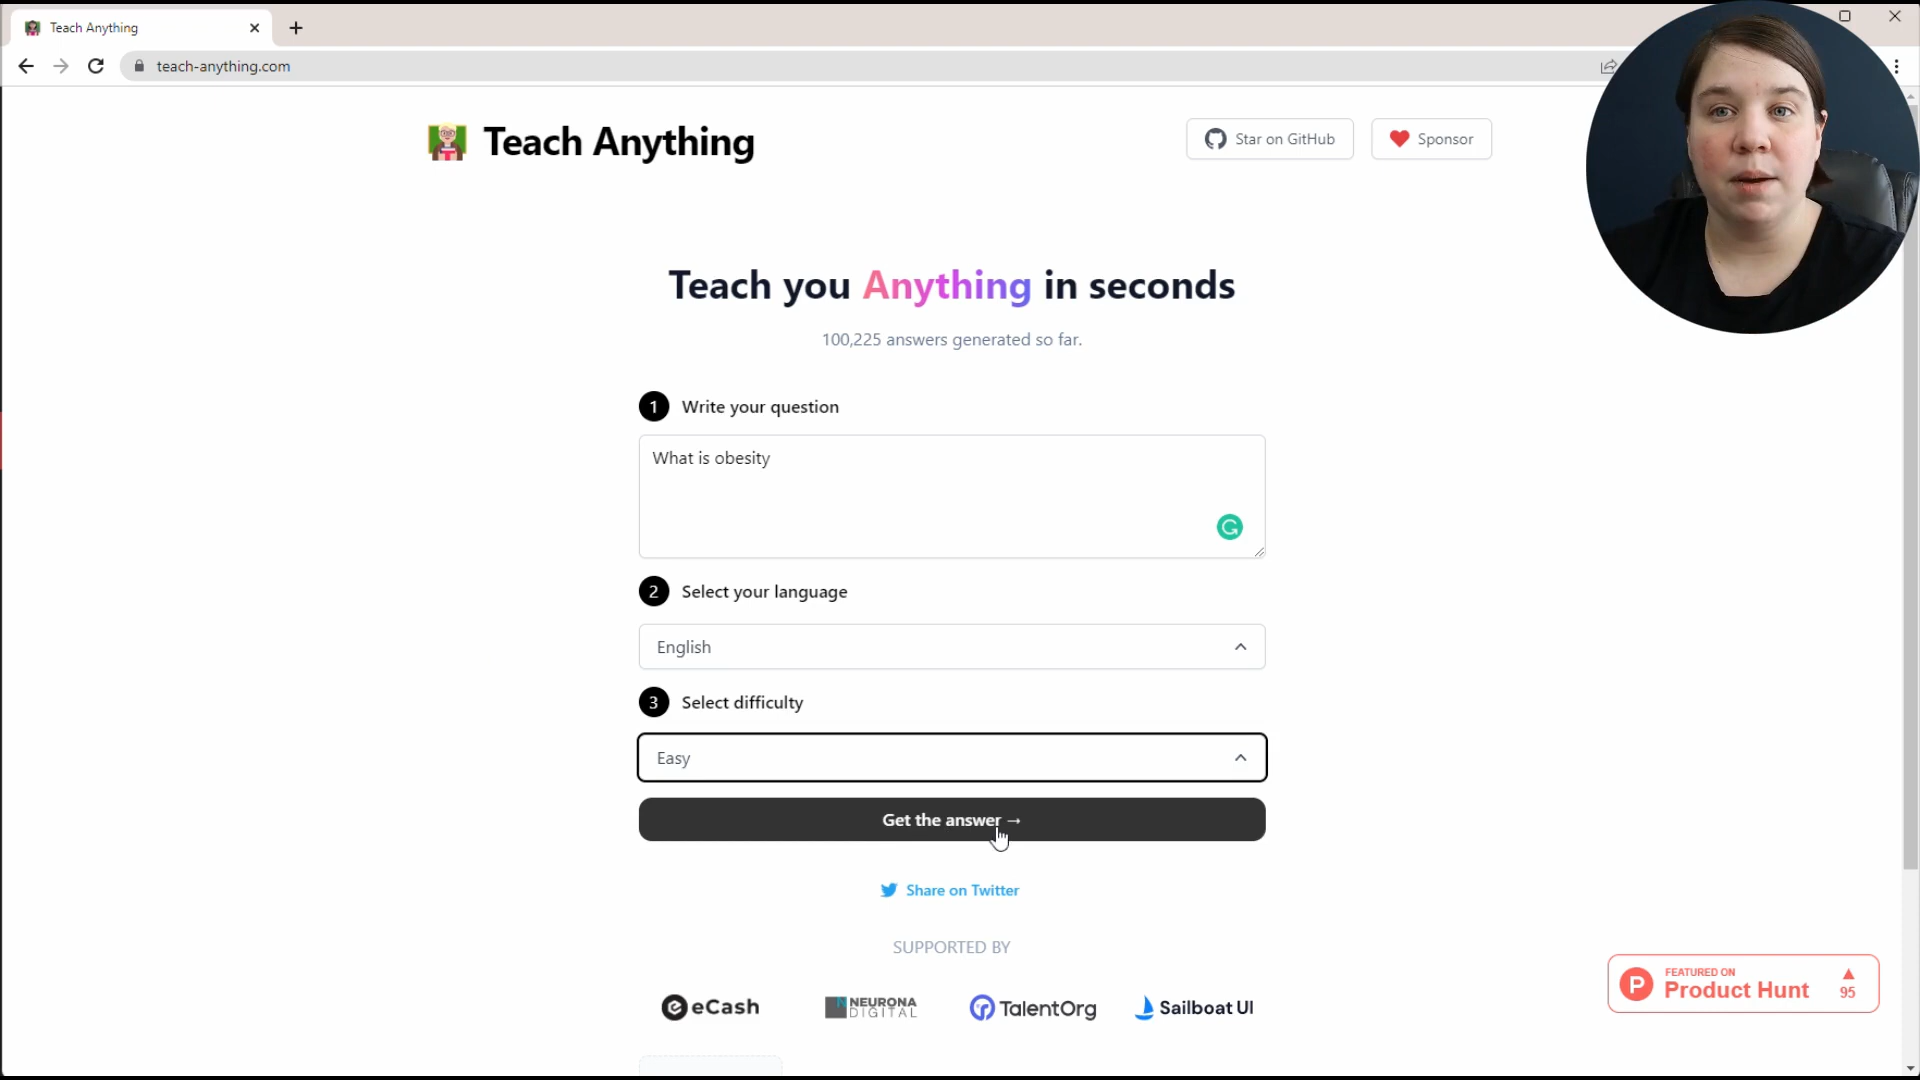 Teach Anything
teach-anything.com
Teach Anything
Star on GitHub
Sponsor
Teach you Anything in seconds
100,225 answers generated so far.
1 Write your question
What is obesity
2 Select your language
English
3 Select difficulty
Easy
Get the answer →
Share on Twitter
SUPPORTED BY
eCash
NEURONA DIGITAL
TalentOrg
Sailboat UI
FEATURED ON
Product Hunt
95